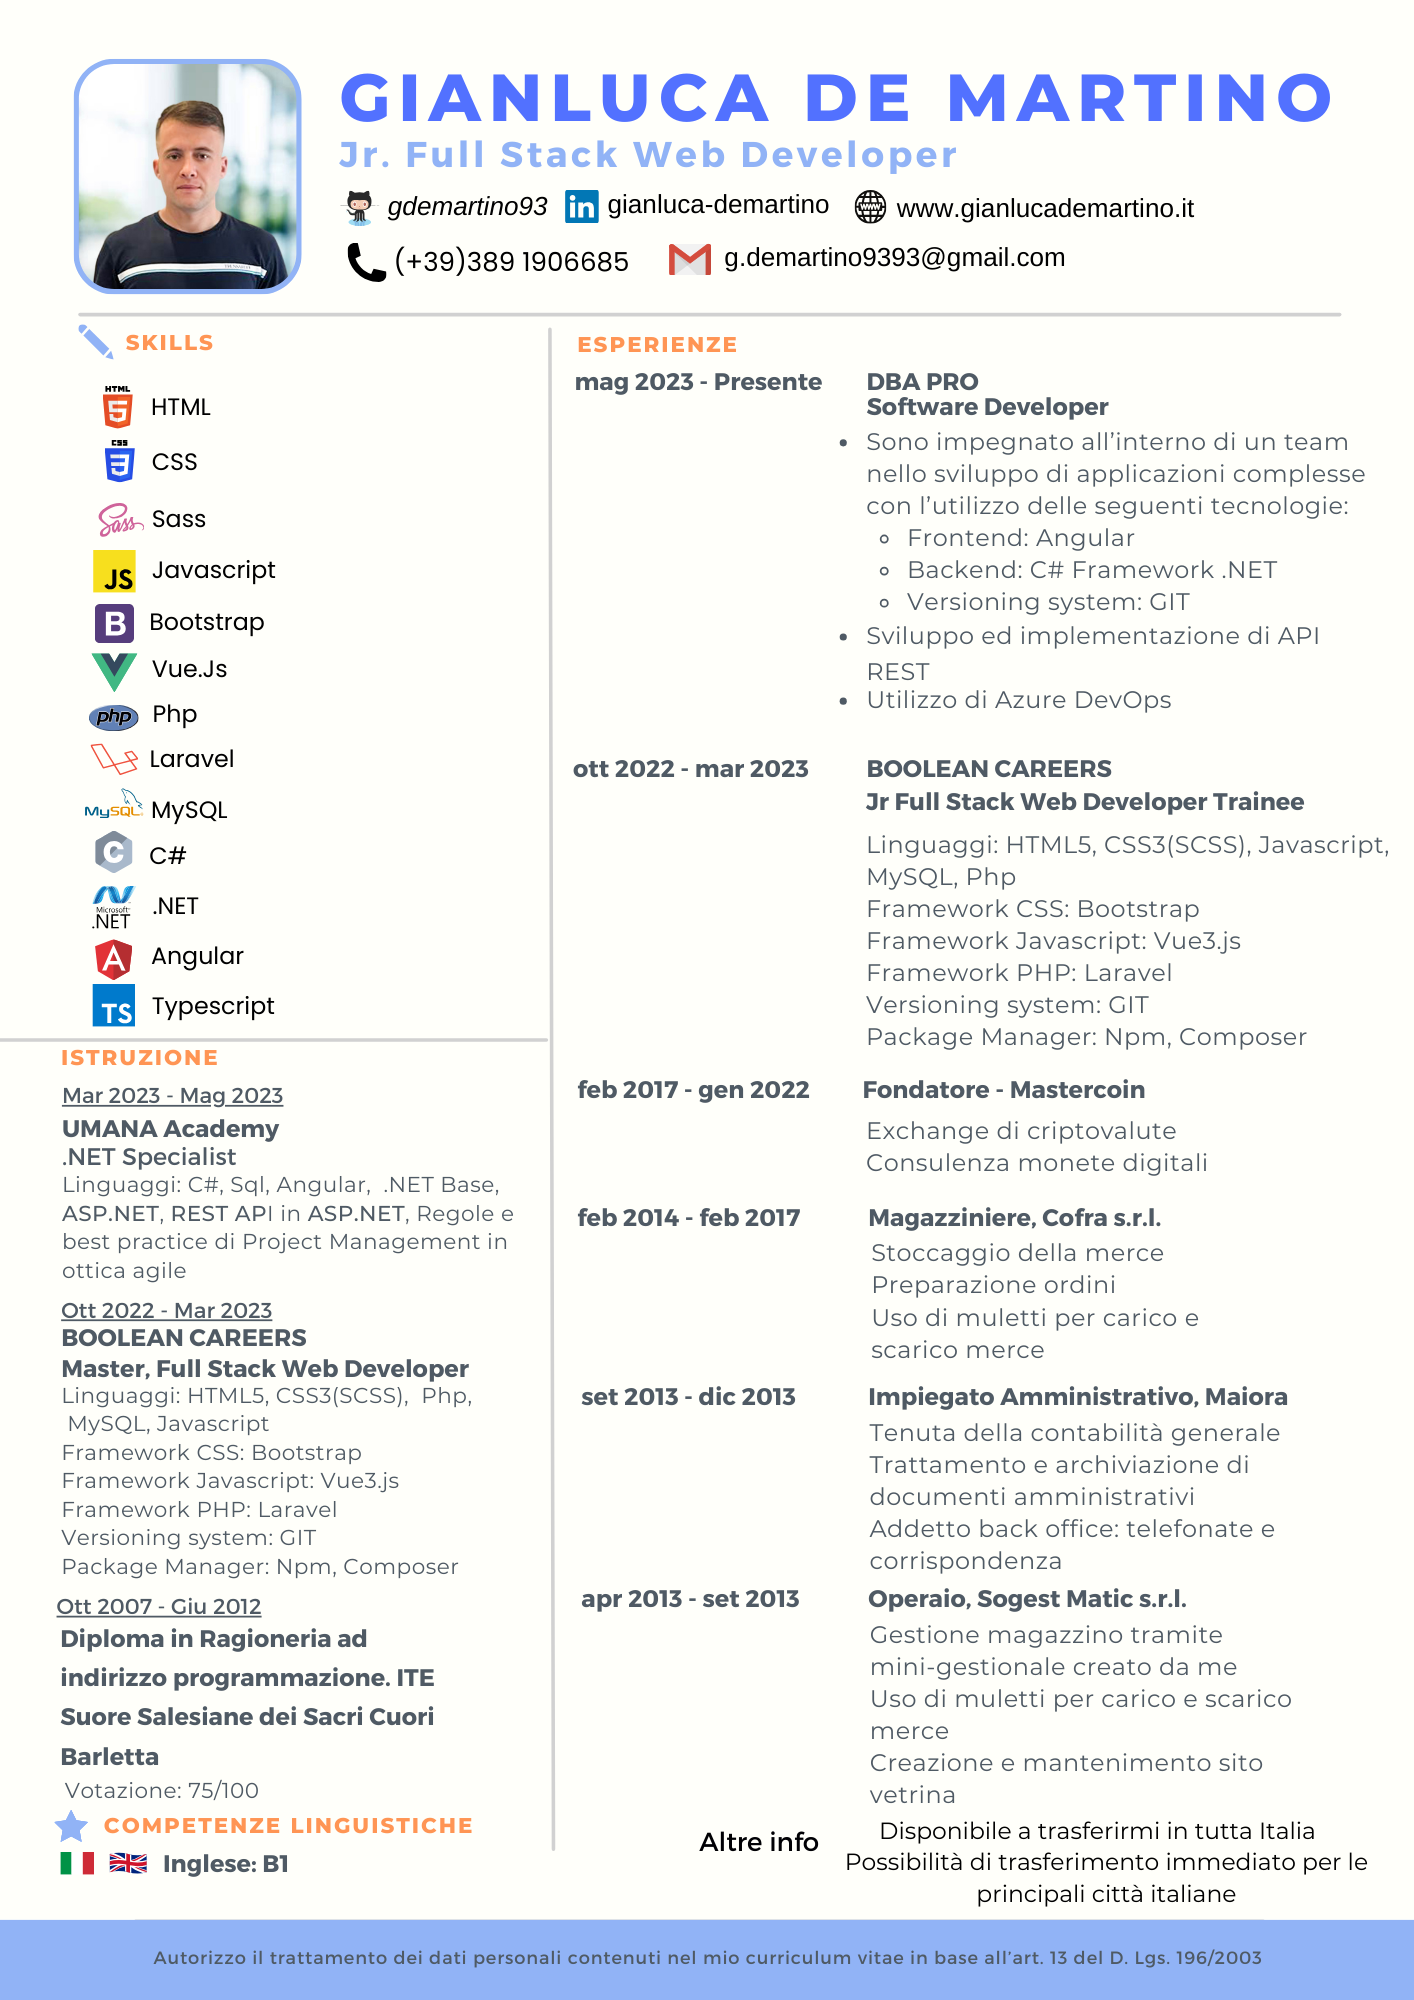 GIANLUCA DE MARTINO
Jr. Full Stack Web Developer
gdemartino93
in gianluca-demartino
www.gianlucademartino.it
(+39)389 1906685
g.demartino9393@gmail.com
SKILLS
HTML
5 HTML
CSS
3 CSS
Sass Sass
JS Javascript
B Bootstrap
Vue.Js
php Php
Laravel
MySQL MySQL
C C#
Microsoft
.NET .NET
A Angular
TS Typescript
ISTRUZIONE
Mar 2023 - Mag 2023
UMANA Academy
.NET Specialist
Linguaggi: C#, Sql, Angular, .NET Base,
ASP.NET, REST API in ASP.NET, Regole e
best practice di Project Management in
ottica agile
Ott 2022 - Mar 2023
BOOLEAN CAREERS
Master, Full Stack Web Developer
Linguaggi: HTML5, CSS3(SCSS), Php,
MySQL, Javascript
Framework CSS: Bootstrap
Framework Javascript: Vue3.js
Framework PHP: Laravel
Versioning system: GIT
Package Manager: Npm, Composer
Ott 2007 - Giu 2012
Diploma in Ragioneria ad
indirizzo programmazione. ITE
Suore Salesiane dei Sacri Cuori
Barletta
Votazione: 75/100
COMPETENZE LINGUISTICHE
Inglese: B1
ESPERIENZE
mag 2023 - Presente
DBA PRO
Software Developer
• Sono impegnato all’interno di un team
nello sviluppo di applicazioni complesse
con l’utilizzo delle seguenti tecnologie:
◦ Frontend: Angular
◦ Backend: C# Framework .NET
◦ Versioning system: GIT
• Sviluppo ed implementazione di API
REST
• Utilizzo di Azure DevOps
ott 2022 - mar 2023
BOOLEAN CAREERS
Jr Full Stack Web Developer Trainee
Linguaggi: HTML5, CSS3(SCSS), Javascript,
MySQL, Php
Framework CSS: Bootstrap
Framework Javascript: Vue3.js
Framework PHP: Laravel
Versioning system: GIT
Package Manager: Npm, Composer
feb 2017 - gen 2022
Fondatore - Mastercoin
Exchange di criptovalute
Consulenza monete digitali
feb 2014 - feb 2017
Magazziniere, Cofra s.r.l.
Stoccaggio della merce
Preparazione ordini
Uso di muletti per carico e
scarico merce
set 2013 - dic 2013
Impiegato Amministrativo, Maiora
Tenuta della contabilità generale
Trattamento e archiviazione di
documenti amministrativi
Addetto back office: telefonate e
corrispondenza
apr 2013 - set 2013
Operaio, Sogest Matic s.r.l.
Gestione magazzino tramite
mini-gestionale creato da me
Uso di muletti per carico e scarico
merce
Creazione e mantenimento sito
vetrina
Altre info
Disponibile a trasferirmi in tutta Italia
Possibilità di trasferimento immediato per le
principali città italiane
Autorizzo il trattamento dei dati personali contenuti nel mio curriculum vitae in base all’art. 13 del D. Lgs. 196/2003